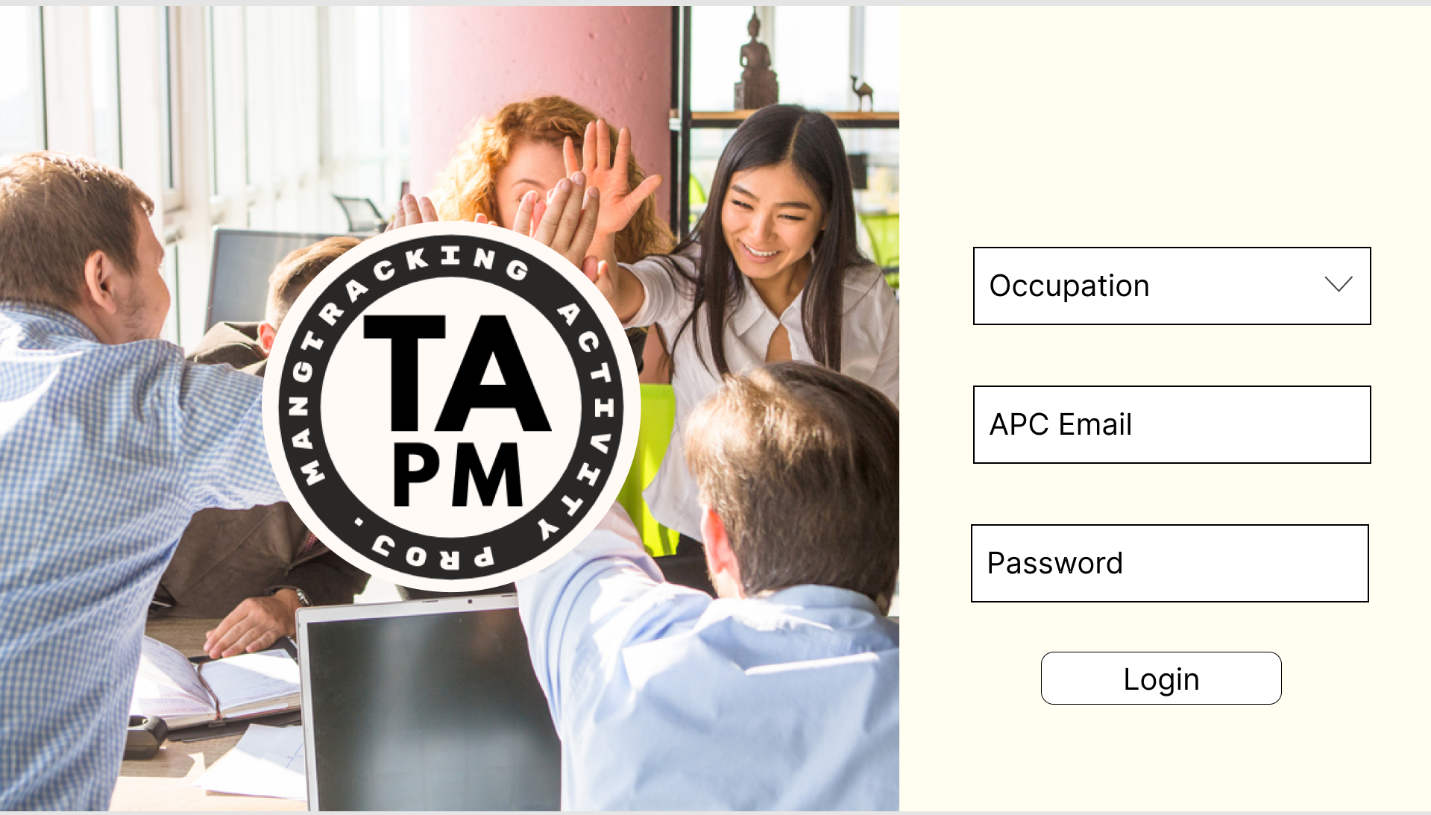 MANGTRACKING ACTIVITY PROJ.
TA
PM
Occupation
APC Email
Password
Login